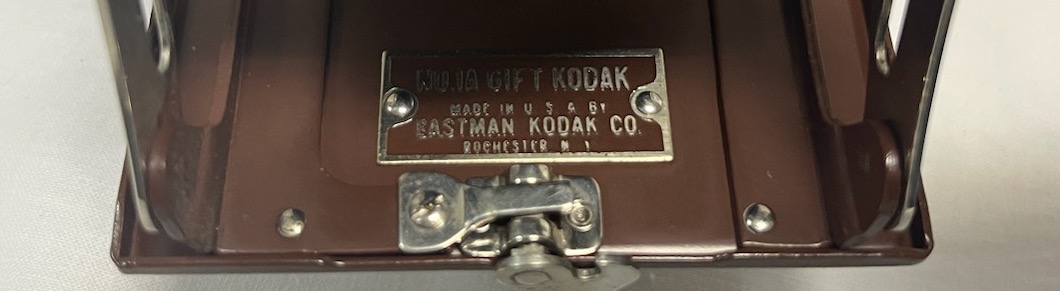 NO.1A GIFT KODAK
MADE IN U S A BY
EASTMAN KODAK CO.
ROCHESTER N Y